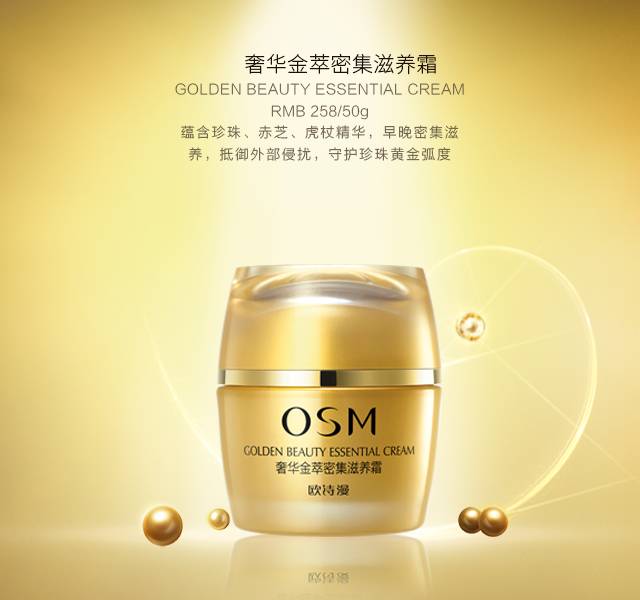 奢华金萃密集滋养霜
GOLDEN BEAUTY ESSENTIAL CREAM
RMB 258/50g
蕴含珍珠、赤芝、虎杖精华，早晚密集滋
养，抵御外部侵扰，守护珍珠黄金弧度
OSM
GOLDEN BEAUTY ESSENTIAL CREAM
奢华金萃密集滋养霜
欧诗漫